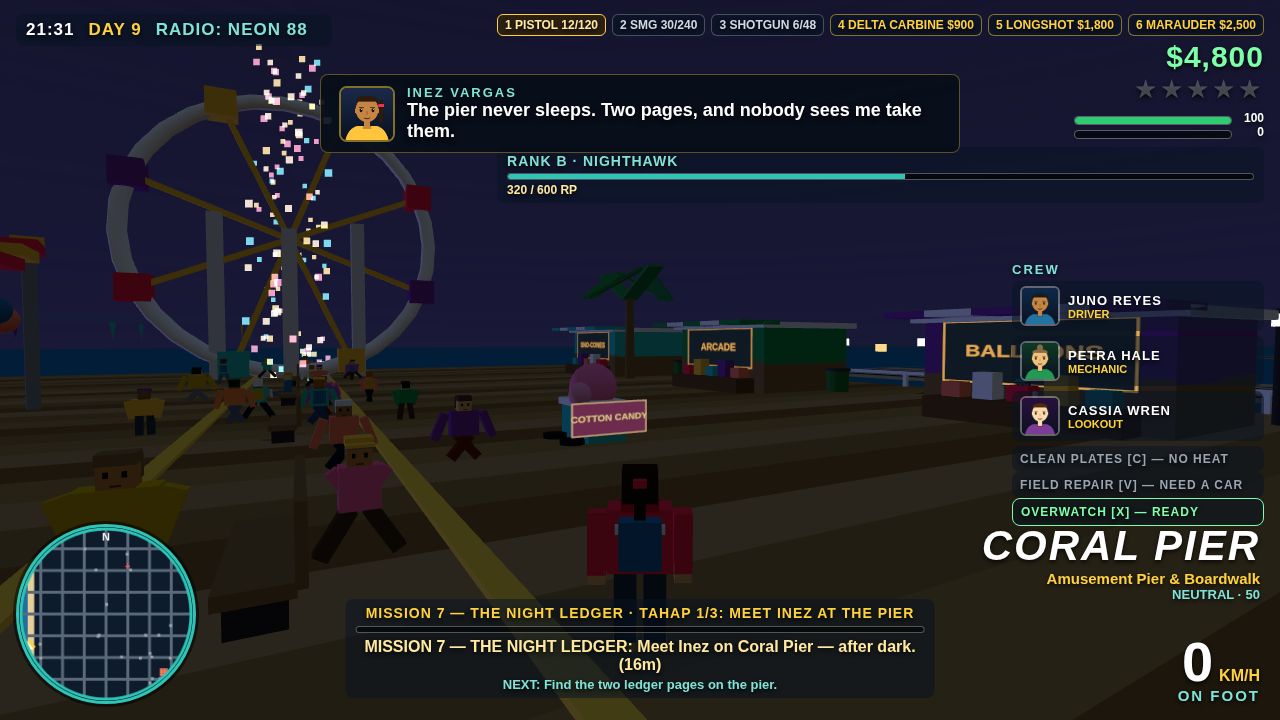 21:31 DAY 9 RADIO: NEON 88
1 PISTOL 12/120 2 SMG 30/240 3 SHOTGUN 6/48 4 DELTA CARBINE $900 5 LONGSHOT $1,800 6 MARAUDER $2,500
$4,800
100
0
INEZ VARGAS
The pier never sleeps. Two pages, and nobody sees me take
them.
RANK B · NIGHTHAWK
320 / 600 RP
CREW
JUNO REYES
DRIVER
PETRA HALE
MECHANIC
CASSIA WREN
LOOKOUT
CLEAN PLATES [C] — NO HEAT
FIELD REPAIR [V] — NEED A CAR
OVERWATCH [X] — READY
SNO-CONES
ARCADE
COTTON CANDY
CORAL PIER
Amusement Pier & Boardwalk
NEUTRAL · 50
N
MISSION 7 — THE NIGHT LEDGER · TAHAP 1/3: MEET INEZ AT THE PIER
MISSION 7 — THE NIGHT LEDGER: Meet Inez on Coral Pier — after dark.
(16m)
NEXT: Find the two ledger pages on the pier.
0 KM/H
ON FOOT